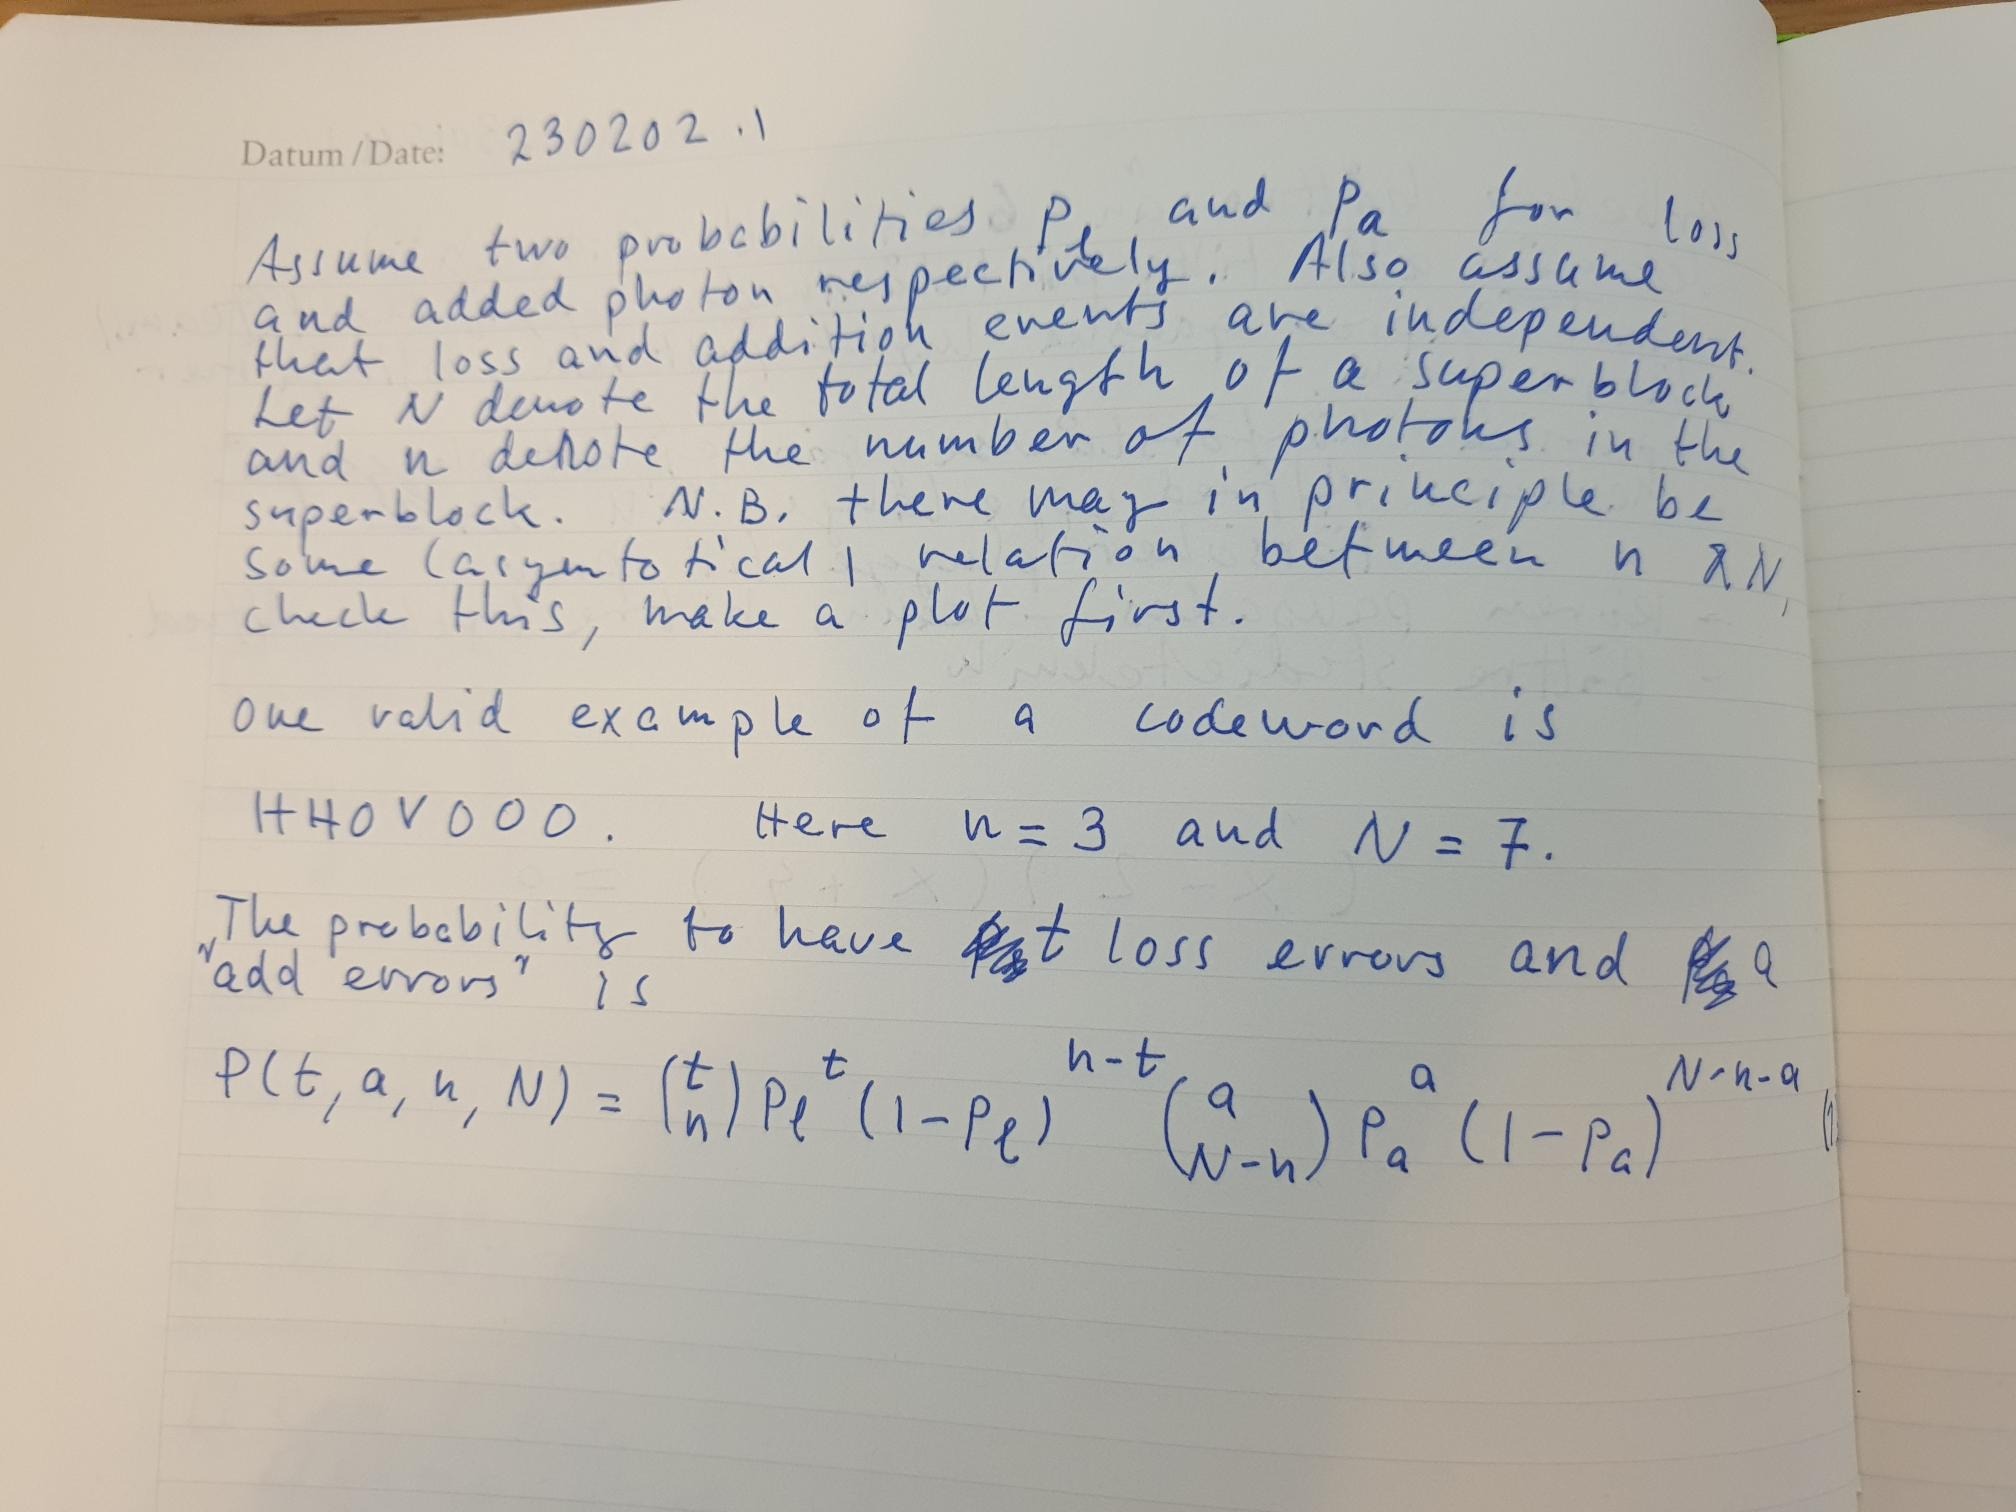 Datum / Date: 230202.1
Assume two probabilities p_l and p_a for loss
and added photon respectively. Also assume
that loss and addition events are independent.
Let N denote the total length of a superblock
and n denote the number of photons in the
superblock. N.B. there may in principle be
some (asymtotical) relation between n & N,
check this, make a plot first.
One valid example of a codeword is
HHOVOOO. Here n = 3 and N = 7.
The probability to have t loss errors and a
"add errors" is
P(t, a, n, N) = (t n) p_l^t (1 - p_l)^{n-t} (a N-n) p_a^a (1 - p_a)^{N-n-a}